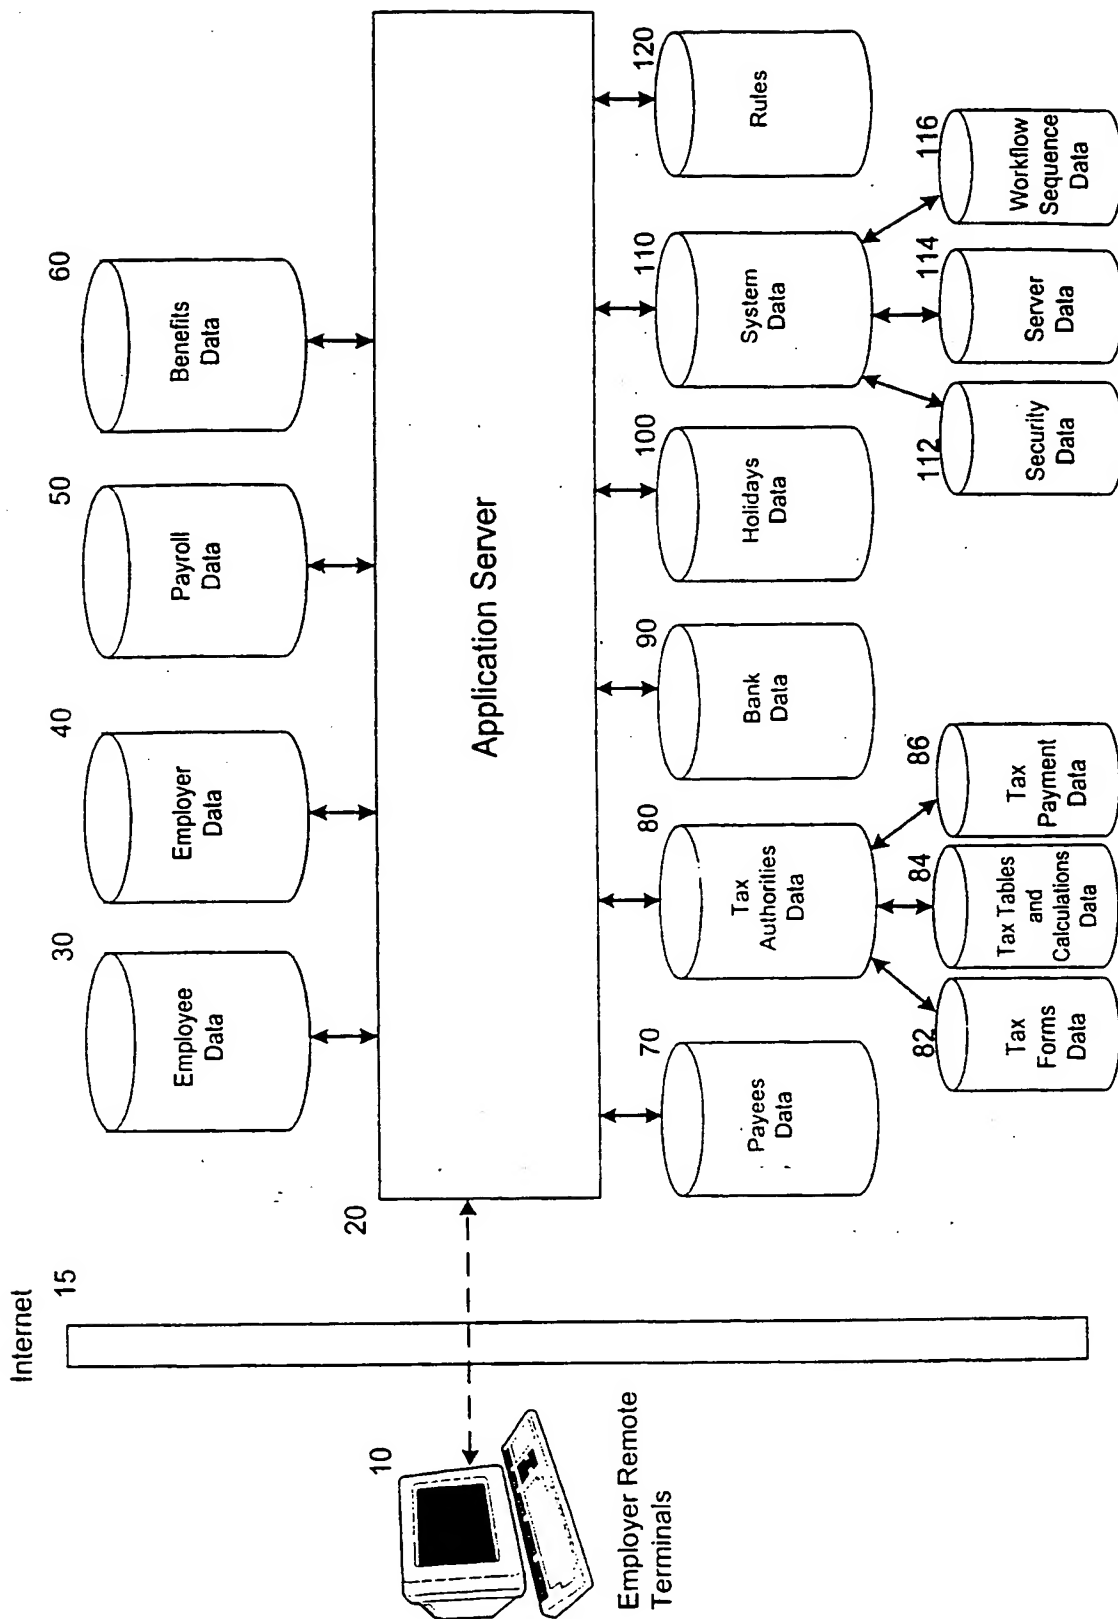 Internet
15
10
Employer Remote
Terminals
20
Application Server
30
Employee
Data
40
Employer
Data
50
Payroll
Data
60
Benefits
Data
70
Payees
Data
80
Tax
Authorities
Data
82
Tax
Forms
Data
84
Tax Tables
and
Calculations
Data
86
Tax
Payment
Data
90
Bank
Data
100
Holidays
Data
110
System
Data
112
Security
Data
114
Server
Data
116
Workflow
Sequence
Data
120
Rules